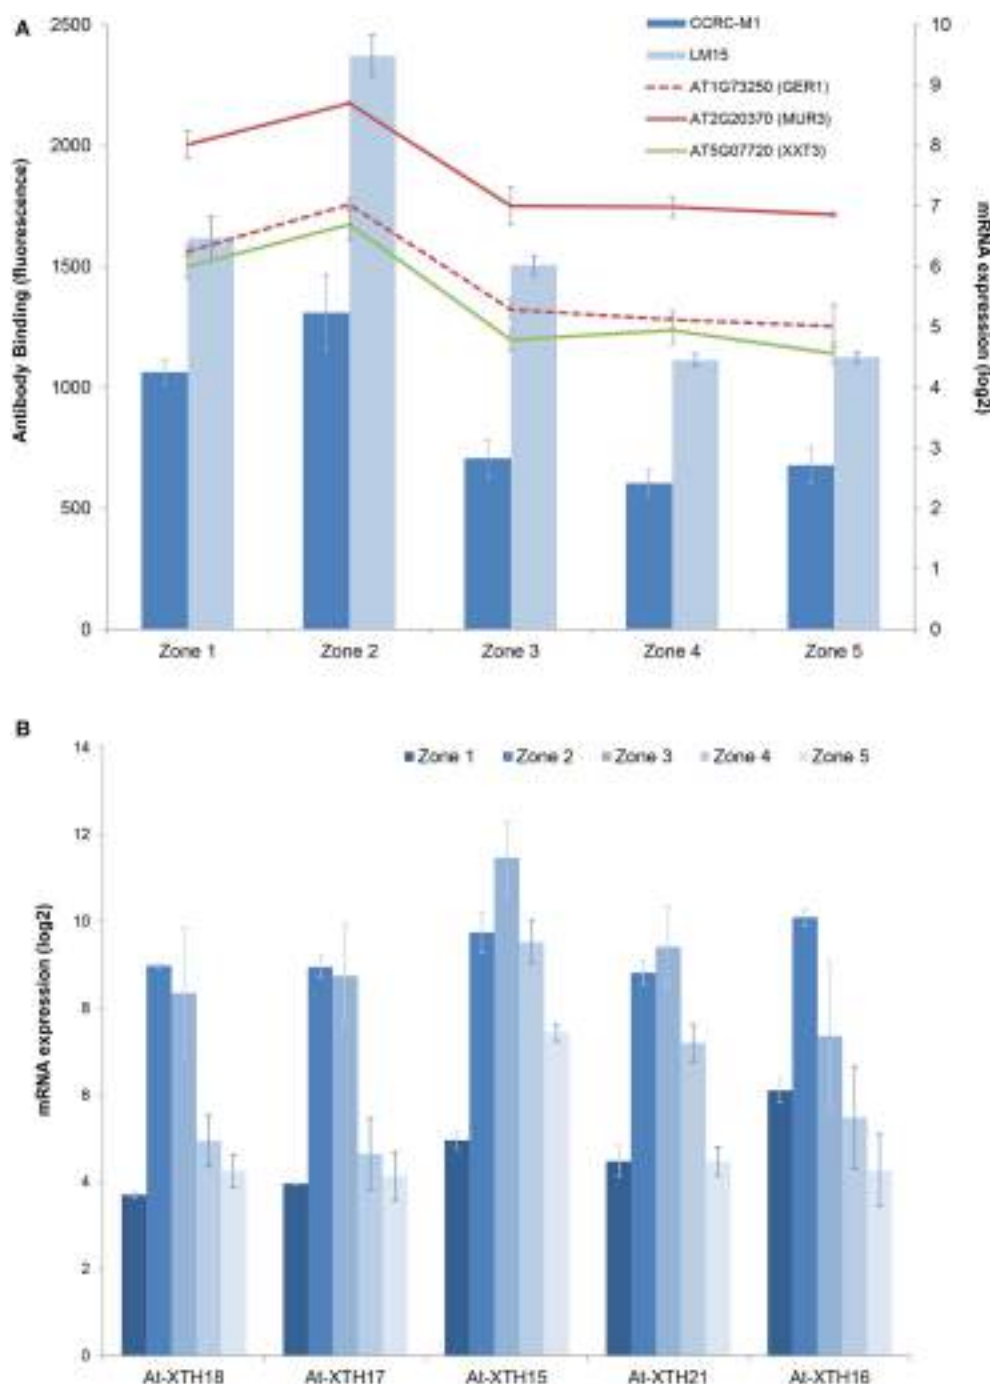 A
2500
2000
1500
1000
500
0
Antibody Binding (fluorescence)
CCRC-M1
LM15
AT1G73250 (GER1)
AT2G20370 (MUR3)
AT5G07720 (XXT3)
10
9
8
7
6
5
4
3
2
1
0
mRNA expression (log2)
Zone 1 Zone 2 Zone 3 Zone 4 Zone 5
B
14
12
10
8
6
4
2
0
mRNA expression (log2)
Zone 1 Zone 2 Zone 3 Zone 4 Zone 5
At-XTH18 At-XTH17 At-XTH15 At-XTH21 At-XTH16